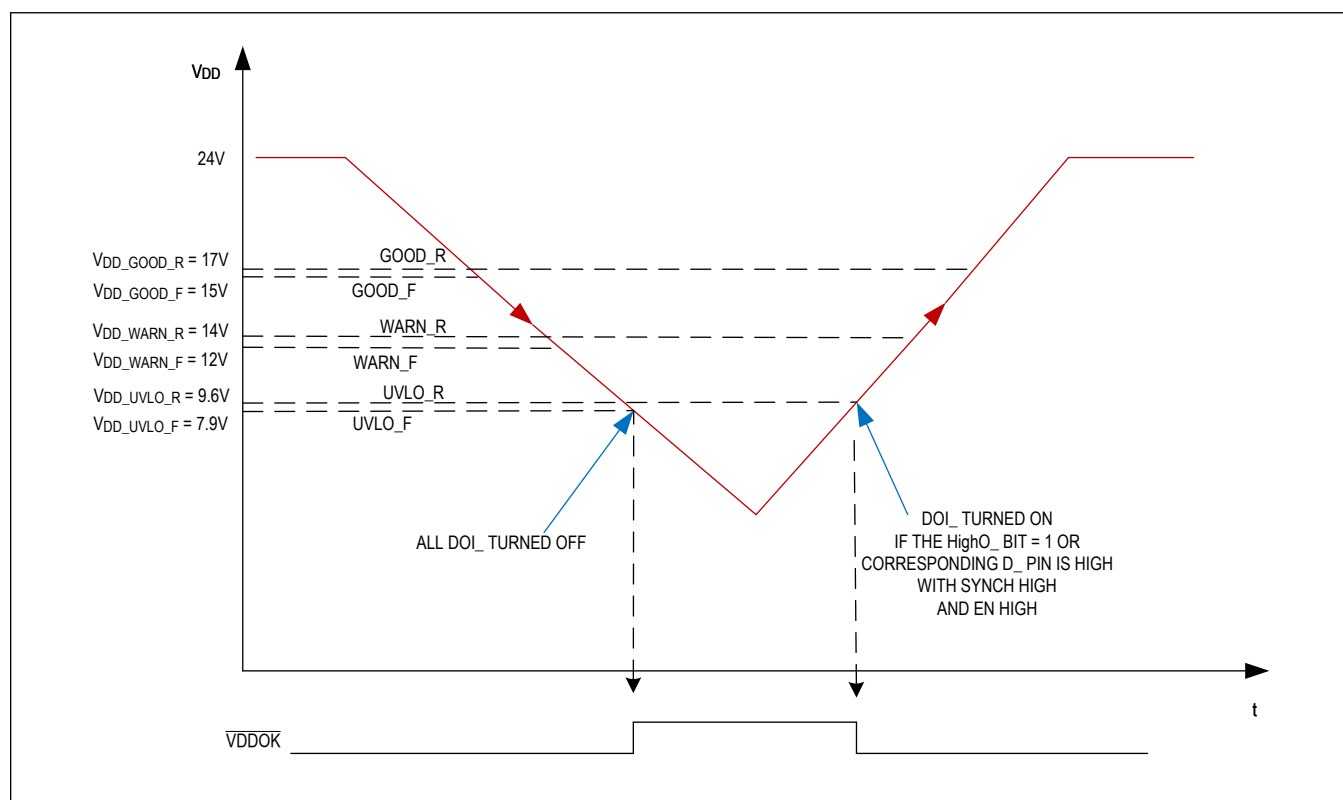 VDD
24V
VDD_GOOD_R = 17V
GOOD_R
VDD_GOOD_F = 15V
GOOD_F
VDD_WARN_R = 14V
WARN_R
VDD_WARN_F = 12V
WARN_F
VDD_UVLO_R = 9.6V
UVLO_R
VDD_UVLO_F = 7.9V
UVLO_F
ALL DOI_ TURNED OFF
DOI_ TURNED ON
IF THE HighO_ BIT = 1 OR
CORRESPONDING D_ PIN IS HIGH
WITH SYNCH HIGH
AND EN HIGH
t
VDDOK